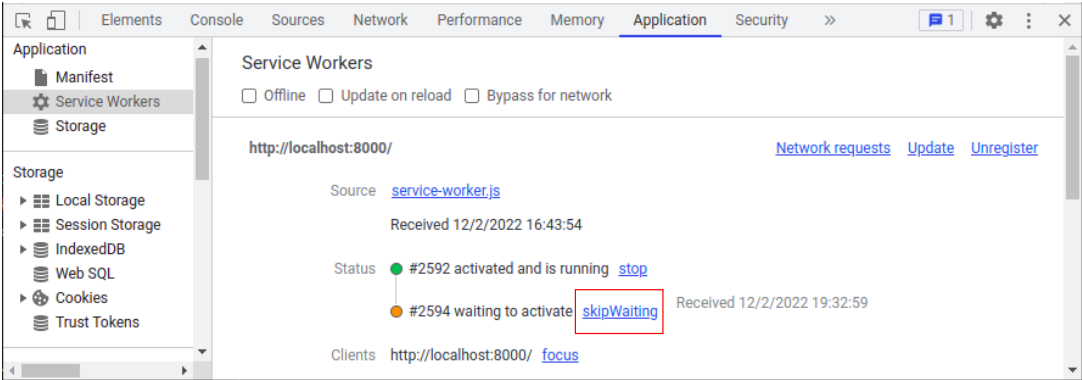 Elements Console Sources Network Performance Memory Application Security » 1
Application
Manifest
Service Workers
Storage
Storage
Local Storage
Session Storage
IndexedDB
Web SQL
Cookies
Trust Tokens
Service Workers
Offline Update on reload Bypass for network
http://localhost:8000/ Network requests Update Unregister
Source service-worker.js
Received 12/2/2022 16:43:54
Status #2592 activated and is running stop
#2594 waiting to activate skipWaiting Received 12/2/2022 19:32:59
Clients http://localhost:8000/ focus